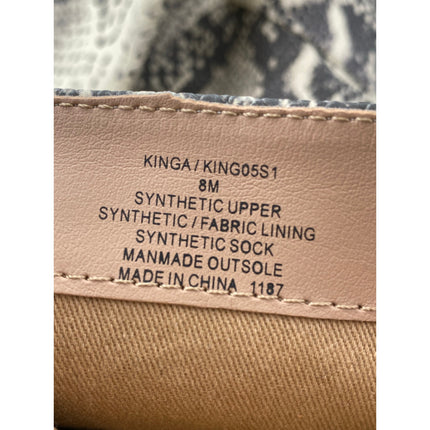 KINGA / KING05S1
8M
SYNTHETIC UPPER
SYNTHETIC / FABRIC LINING
SYNTHETIC SOCK
MANMADE OUTSOLE
MADE IN CHINA 1187